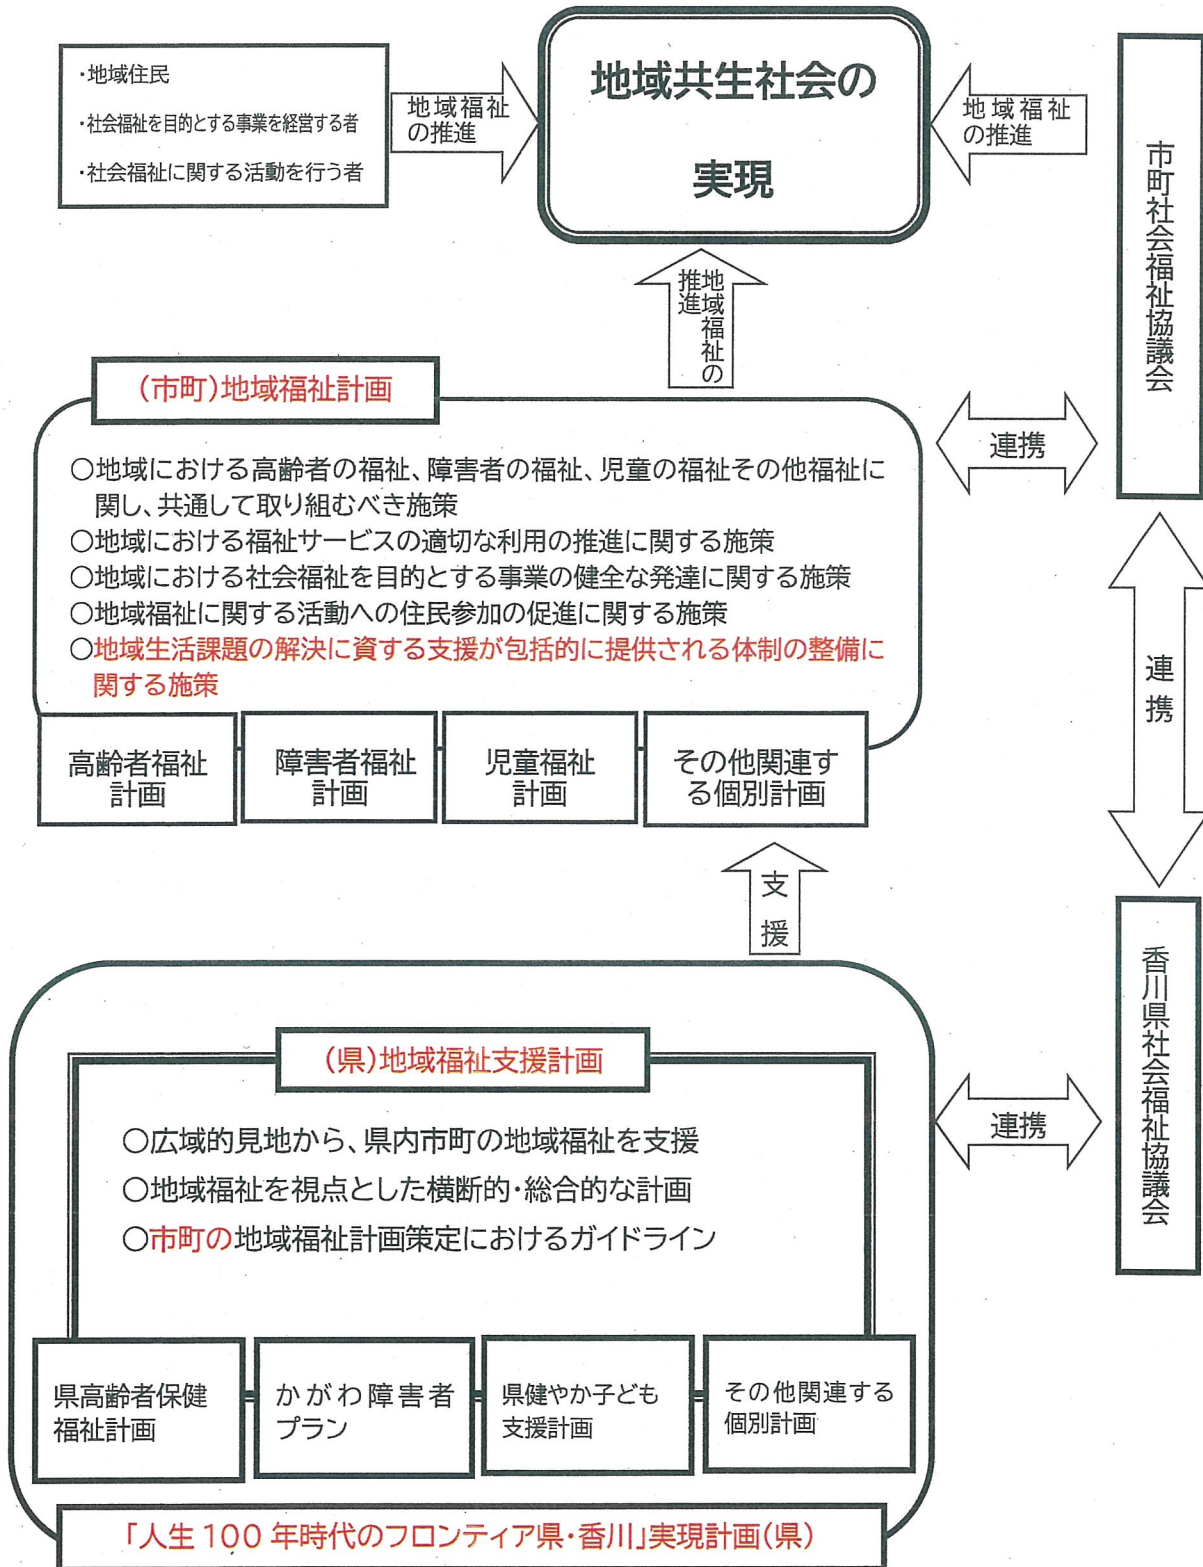 ・地域住民
・社会福祉を目的とする事業を経営する者
・社会福祉に関する活動を行う者
地域福祉
の推進
地域共生社会の
実現
地域福祉
の推進
市町社会福祉協議会
地域福祉の
推進
(市町)地域福祉計画
○地域における高齢者の福祉、障害者の福祉、児童の福祉その他福祉に
関し、共通して取り組むべき施策
○地域における福祉サービスの適切な利用の推進に関する施策
○地域における社会福祉を目的とする事業の健全な発達に関する施策
○地域福祉に関する活動への住民参加の促進に関する施策
○地域生活課題の解決に資する支援が包括的に提供される体制の整備に
関する施策
連携
高齢者福祉
計画
障害者福祉
計画
児童福祉
計画
その他関連す
る個別計画
連携
支援
香川県社会福祉協議会
(県)地域福祉支援計画
○広域的見地から、県内市町の地域福祉を支援
○地域福祉を視点とした横断的・総合的な計画
○市町の地域福祉計画策定におけるガイドライン
連携
県高齢者保健
福祉計画
かがわ障害者
プラン
県健やか子ども
支援計画
その他関連する
個別計画
「人生100年時代のフロンティア県・香川」実現計画(県)